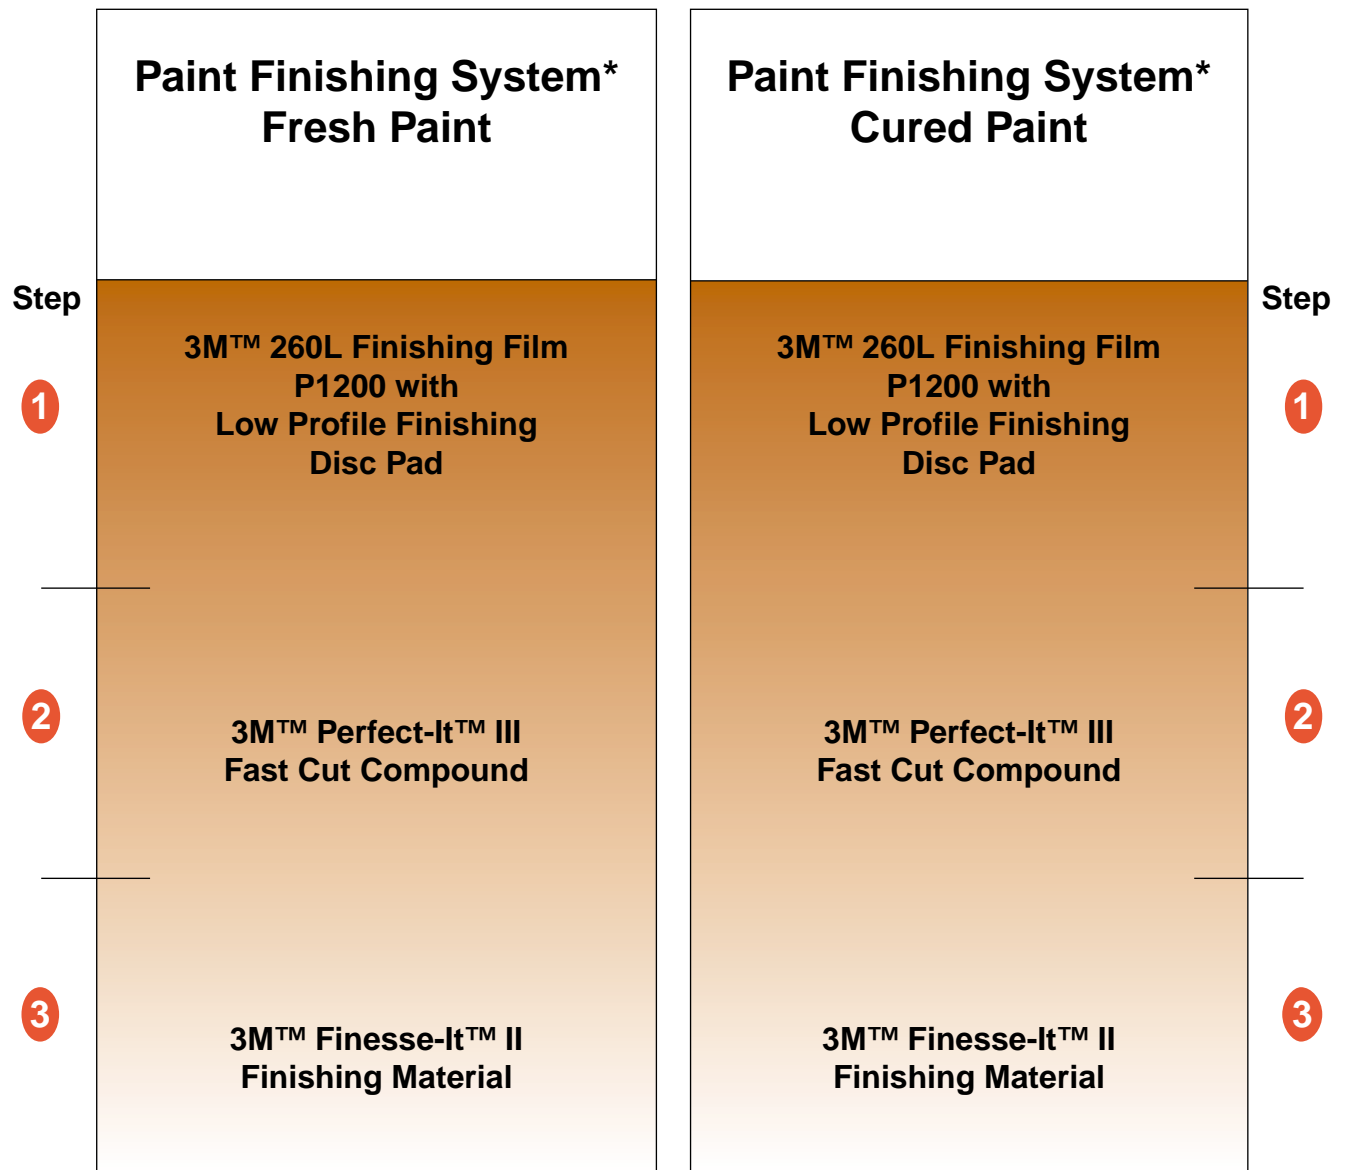 Paint Finishing System*
Fresh Paint
Paint Finishing System*
Cured Paint
Step
1
3M™ 260L Finishing Film
P1200 with
Low Profile Finishing
Disc Pad
2
3M™ Perfect-It™ III
Fast Cut Compound
3
3M™ Finesse-It™ II
Finishing Material
3M™ 260L Finishing Film
P1200 with
Low Profile Finishing
Disc Pad
3M™ Perfect-It™ III
Fast Cut Compound
3M™ Finesse-It™ II
Finishing Material
Step
1
2
3